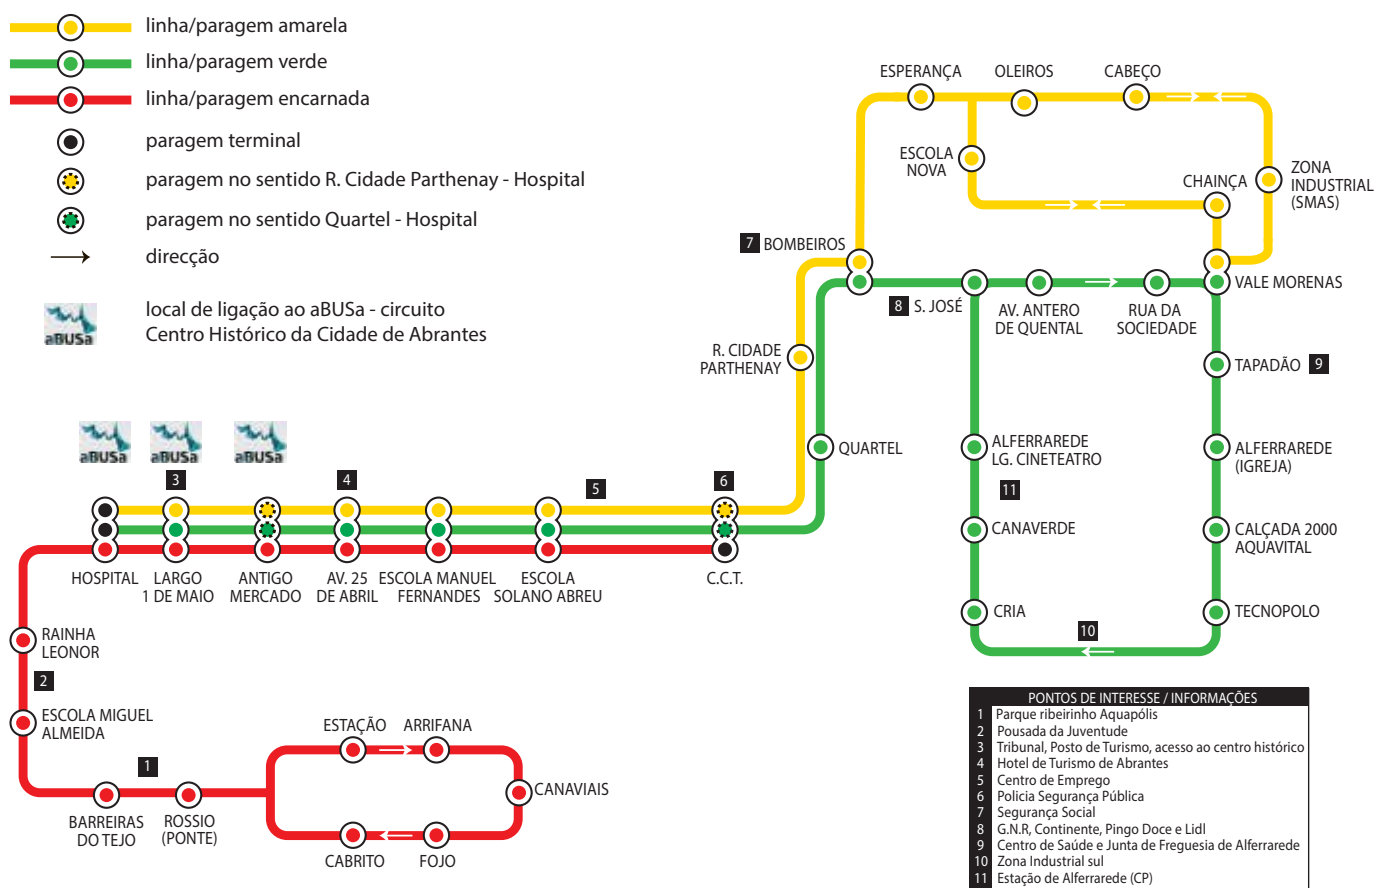 linha/paragem amarela
linha/paragem verde
linha/paragem encarnada
paragem terminal
paragem no sentido R. Cidade Parthenay - Hospital
paragem no sentido Quartel - Hospital
direcção
local de ligação ao aBUSa - circuito
Centro Histórico da Cidade de Abrantes
aBUSa
ESPERANÇA
OLEIROS
CABEÇO
ESCOLA
NOVA
CHAINÇA
ZONA
INDUSTRIAL
(SMAS)
7 BOMBEIROS
8 S. JOSÉ
AV. ANTERO
DE QUENTAL
RUA DA
SOCIEDADE
VALE MORENAS
R. CIDADE
PARTHENAY
TAPADÃO 9
QUARTEL
ALFERRAREDE
LG. CINETEATRO
ALFERRAREDE
(IGREJA)
11
CANAVERDE
CALÇADA 2000
AQUAVITAL
CRIA
TECNOPOLO
10
aBUSa
aBUSa
aBUSa
3
4
5
6
HOSPITAL
LARGO
1 DE MAIO
ANTIGO
MERCADO
AV. 25
DE ABRIL
ESCOLA MANUEL
FERNANDES
ESCOLA
SOLANO ABREU
C.C.T.
RAINHA
LEONOR
2
ESCOLA MIGUEL
ALMEIDA
1
BARREIRAS
DO TEJO
ROSSIO
(PONTE)
ESTAÇÃO
ARRIFANA
CANAVIAIS
CABRITO
FOJO
PONTOS DE INTERESSE / INFORMAÇÕES
1 Parque ribeirinho Aquapólis
2 Pousada da Juventude
3 Tribunal, Posto de Turismo, acesso ao centro histórico
4 Hotel de Turismo de Abrantes
5 Centro de Emprego
6 Policia Segurança Pública
7 Segurança Social
8 G.N.R, Continente, Pingo Doce e Lidl
9 Centro de Saúde e Junta de Freguesia de Alferrarede
10 Zona Industrial sul
11 Estação de Alferrarede (CP)